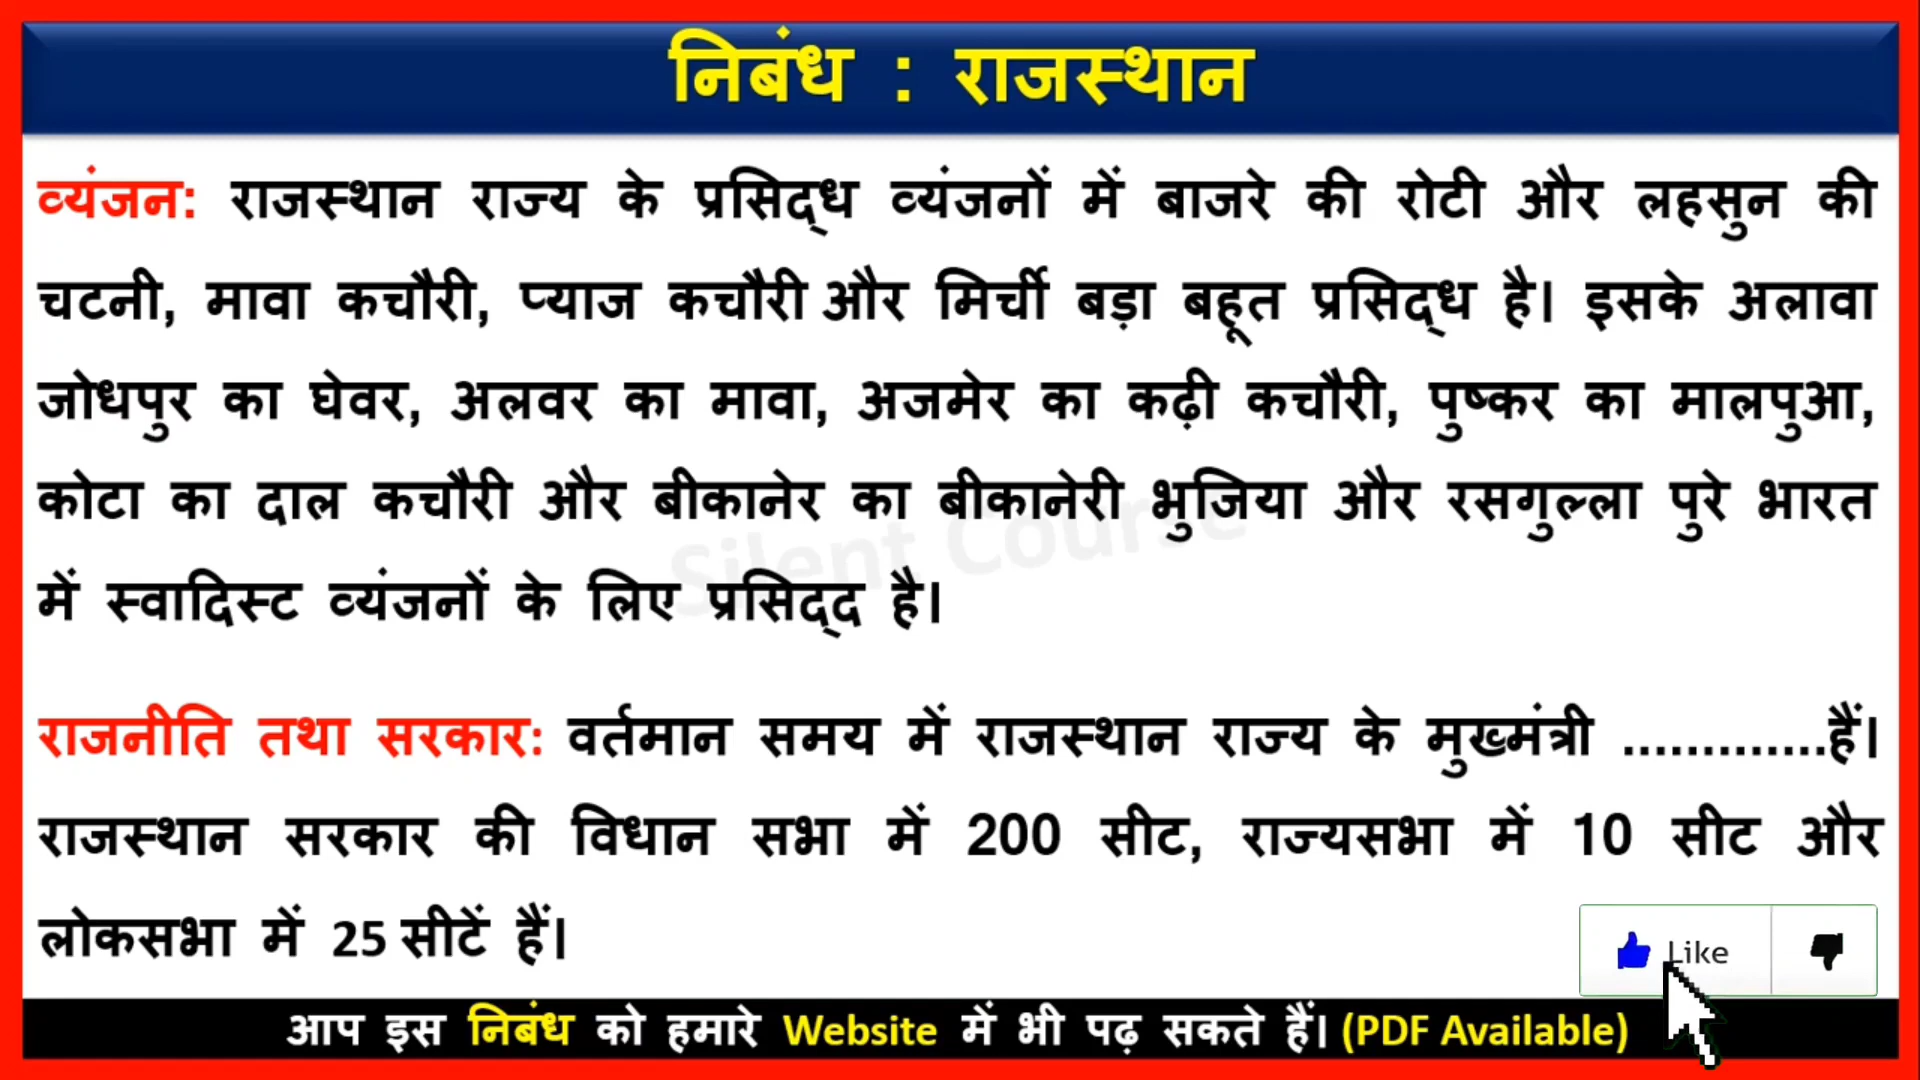 निबंध : राजस्थान
व्यंजन: राजस्थान राज्य के प्रसिद्ध व्यंजनों में बाजरे की रोटी और लहसुन की
चटनी, मावा कचौरी, प्याज कचौरी और मिर्ची बड़ा बहूत प्रसिद्ध है। इसके अलावा
जोधपुर का घेवर, अलवर का मावा, अजमेर का कढ़ी कचौरी, पुष्कर का मालपुआ,
कोटा का दाल कचौरी और बीकानेर का बीकानेरी भुजिया और रसगुल्ला पुरे भारत
में स्वादिस्ट व्यंजनों के लिए प्रसिद्द है।
Silent Course
राजनीति तथा सरकार: वर्तमान समय में राजस्थान राज्य के मुख्मंत्री .............हैं।
राजस्थान सरकार की विधान सभा में 200 सीट, राज्यसभा में 10 सीट और
लोकसभा में 25 सीटें हैं।
Like
आप इस निबंध को हमारे Website में भी पढ़ सकते हैं। (PDF Available)